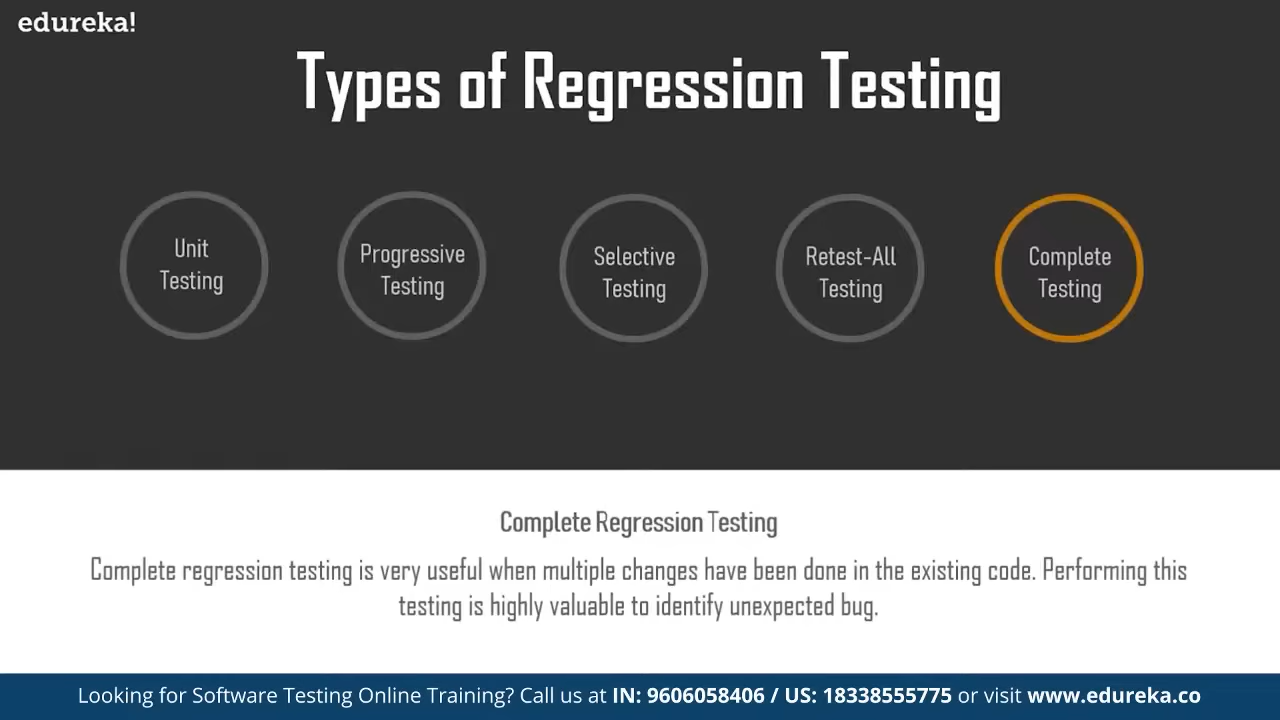 edureka!
Types of Regression Testing
Unit
Testing
Progressive
Testing
Selective
Testing
Retest-All
Testing
Complete
Testing
Complete Regression Testing
Complete regression testing is very useful when multiple changes have been done in the existing code. Performing this
testing is highly valuable to identify unexpected bug.
Looking for Software Testing Online Training? Call us at IN: 9606058406 / US: 18338555775 or visit www.edureka.co